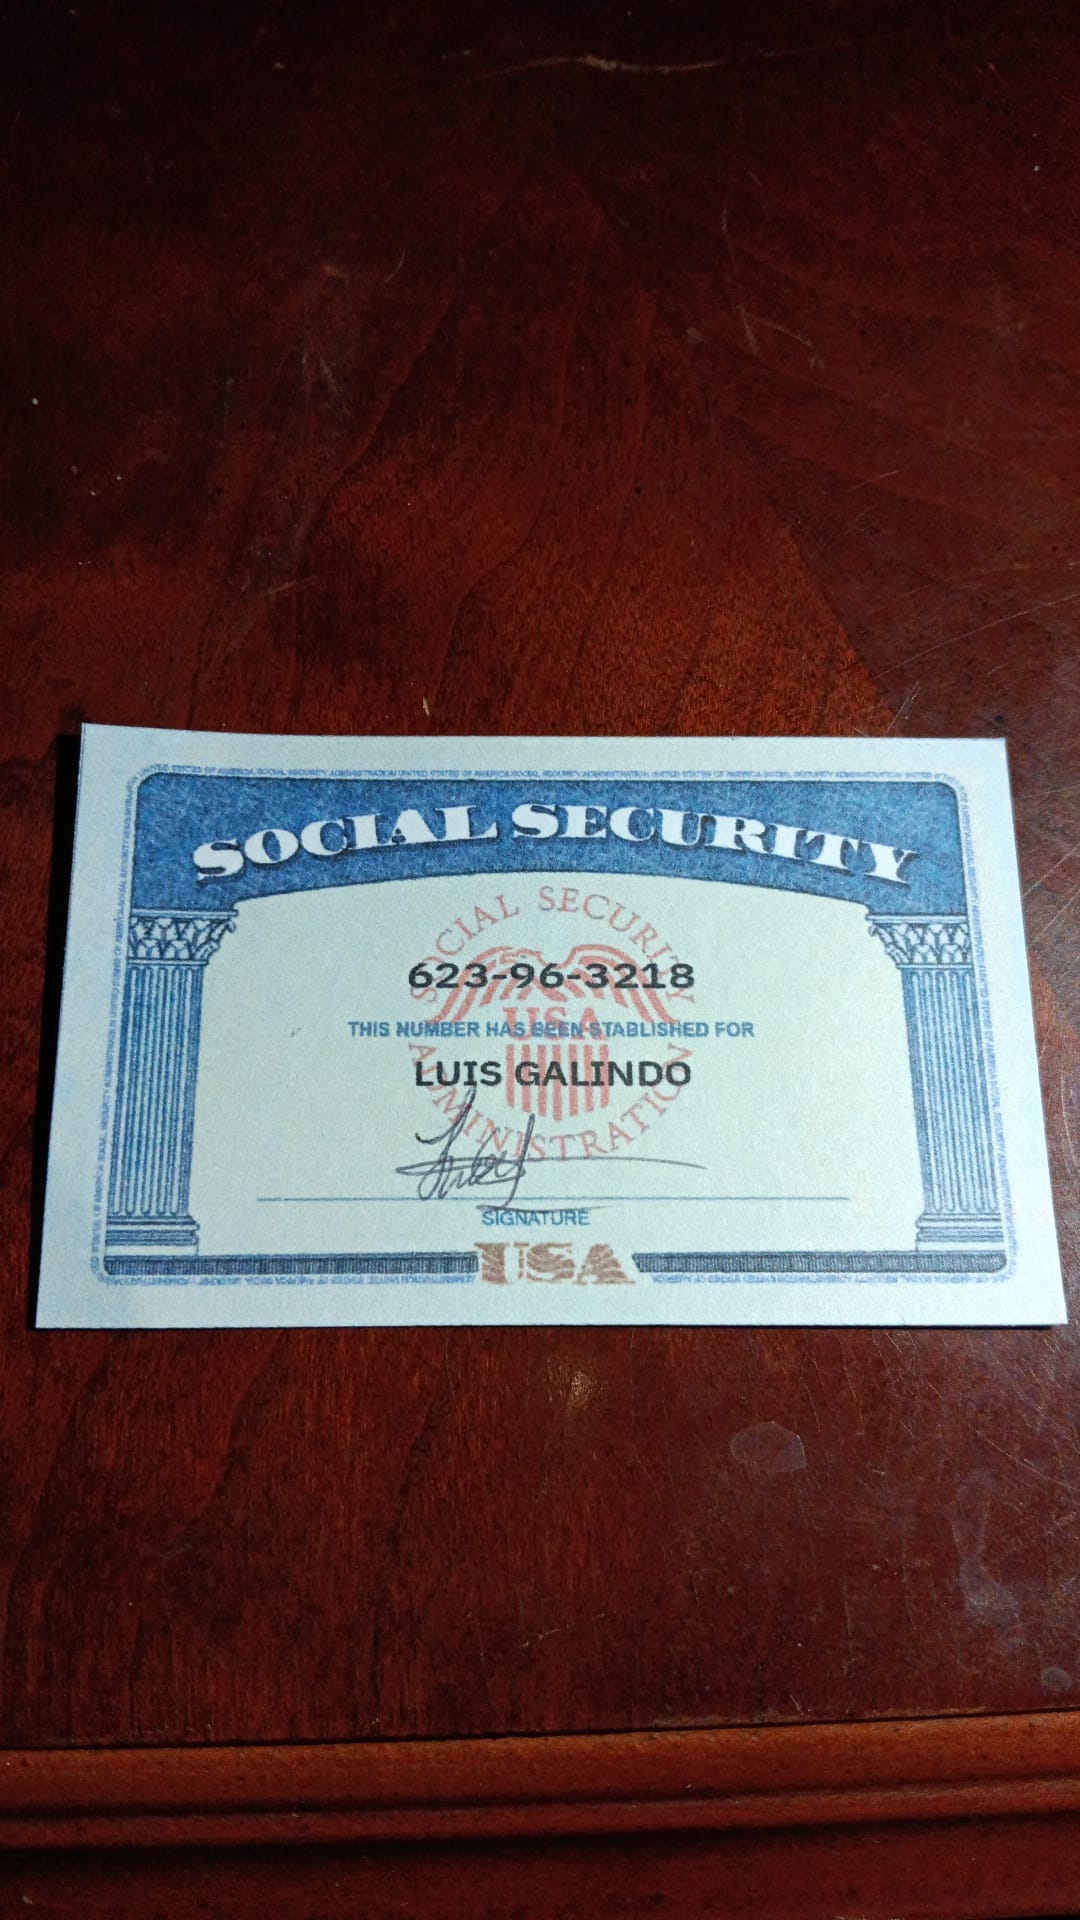 SOCIAL SECURITY
SOCIAL SECURITY
623-96-3218
USA
THIS NUMBER HAS BEEN STABLISHED FOR
LUIS GALINDO
ADMINISTRATION
SIGNATURE
USA